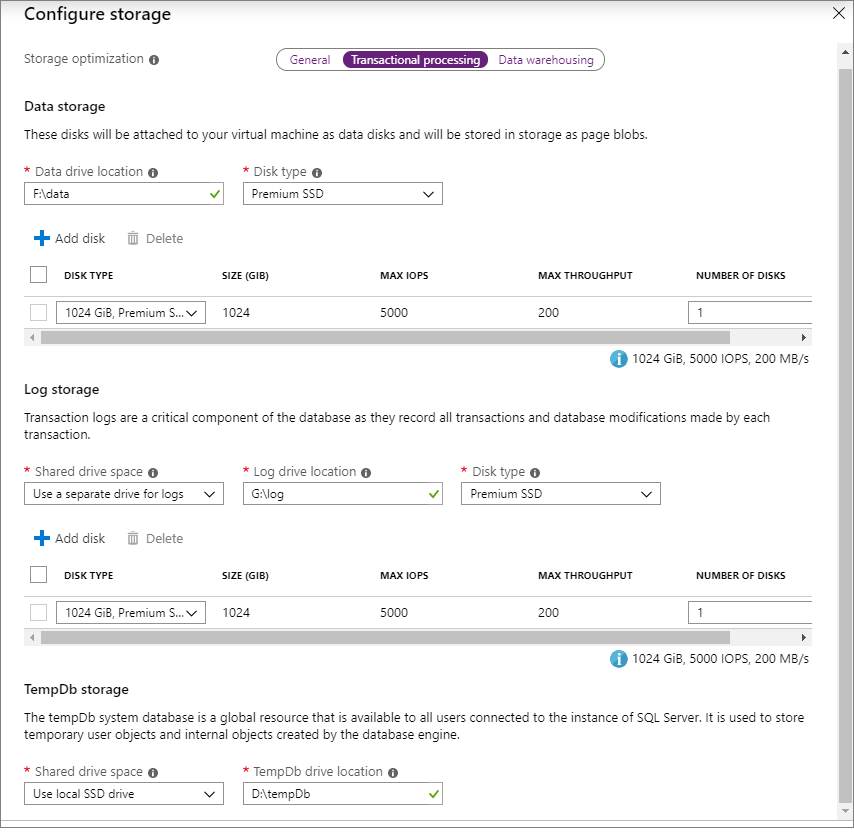 Configure storage
Storage optimization
General Transactional processing Data warehousing
Data storage
These disks will be attached to your virtual machine as data disks and will be stored in storage as page blobs.
* Data drive location * Disk type
F:\data Premium SSD
Add disk Delete
DISK TYPE SIZE (GIB) MAX IOPS MAX THROUGHPUT NUMBER OF DISKS
1024 GiB, Premium S... 1024 5000 200 1
1024 GiB, 5000 IOPS, 200 MB/s
Log storage
Transaction logs are a critical component of the database as they record all transactions and database modifications made by each
transaction.
* Shared drive space * Log drive location * Disk type
Use a separate drive for logs G:\log Premium SSD
Add disk Delete
DISK TYPE SIZE (GIB) MAX IOPS MAX THROUGHPUT NUMBER OF DISKS
1024 GiB, Premium S... 1024 5000 200 1
1024 GiB, 5000 IOPS, 200 MB/s
TempDb storage
The tempDb system database is a global resource that is available to all users connected to the instance of SQL Server. It is used to store
temporary user objects and internal objects created by the database engine.
* Shared drive space * TempDb drive location
Use local SSD drive D:\tempDb